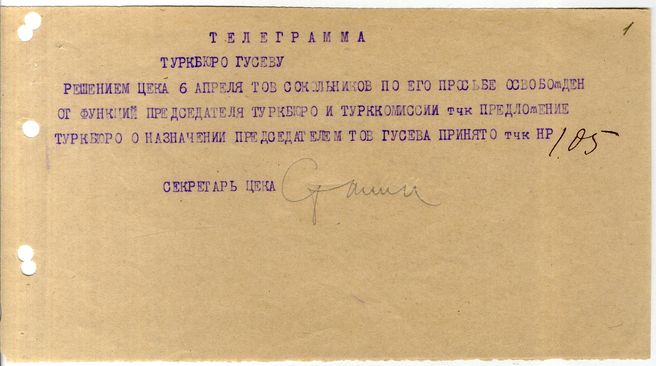 1
ТЕЛЕГРАММА
ТУРКБЮРО ГУСЕВУ
РЕШЕНИЕМ ЦЕКА 6 АПРЕЛЯ ТОВ СОКОЛЬНИКОВ ПО ЕГО ПРОСЬБЕ ОСВОБОжДЕН
ОТ ФУНКЦИЙ ПРЕДСЕДАТЕЛЯ ТУРКБЮРО И ТУРККОМИССИИ тчк ПРЕДЛОжЕНИЕ
ТУРКБЮРО О НАЗНАЧЕНИИ ПРЕДСЕДАТЕЛЕМ ТОВ ГУСЕВА ПРИНЯТО тчк НР 105
СЕКРЕТАРЬ ЦЕКА Сталин